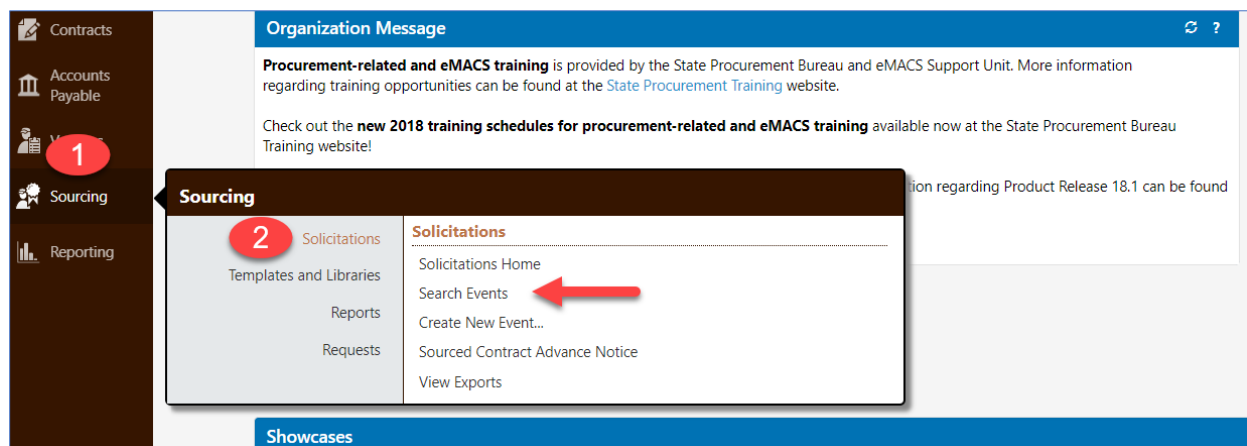 Contracts
Accounts
Payable
1
Sourcing
Reporting
Organization Message
?
Procurement-related and eMACS training is provided by the State Procurement Bureau and eMACS Support Unit. More information
regarding training opportunities can be found at the State Procurement Training website.
Check out the new 2018 training schedules for procurement-related and eMACS training available now at the State Procurement Bureau
Training website!
regarding Product Release 18.1 can be found
Sourcing
2
Solicitations
Templates and Libraries
Reports
Requests
Solicitations
Solicitations Home
Search Events
Create New Event...
Sourced Contract Advance Notice
View Exports
Showcases